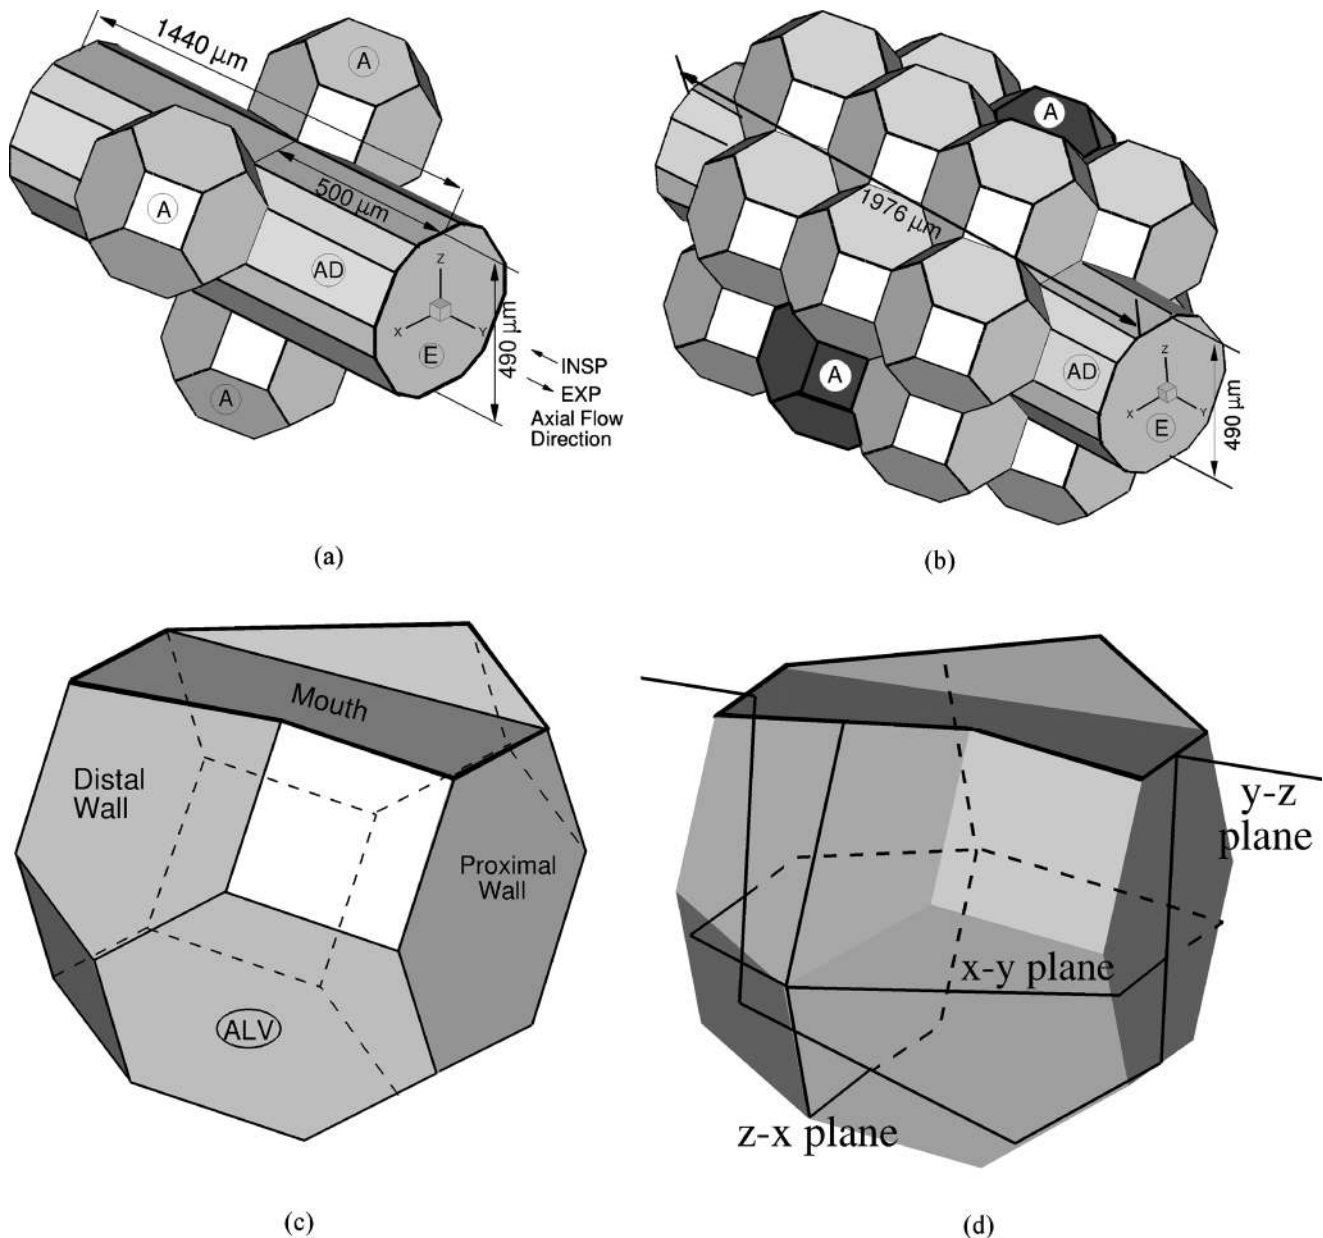 1440 μm
A
A
500 μm
AD
Z
X
Y
E
A
490 μm
INSP
EXP
Axial Flow
Direction
(a)
A
1976 μm
A
AD
Z
X
Y
E
490 μm
(b)
Mouth
Distal
Wall
Proximal
Wall
ALV
(c)
y-z
plane
x-y plane
z-x plane
(d)